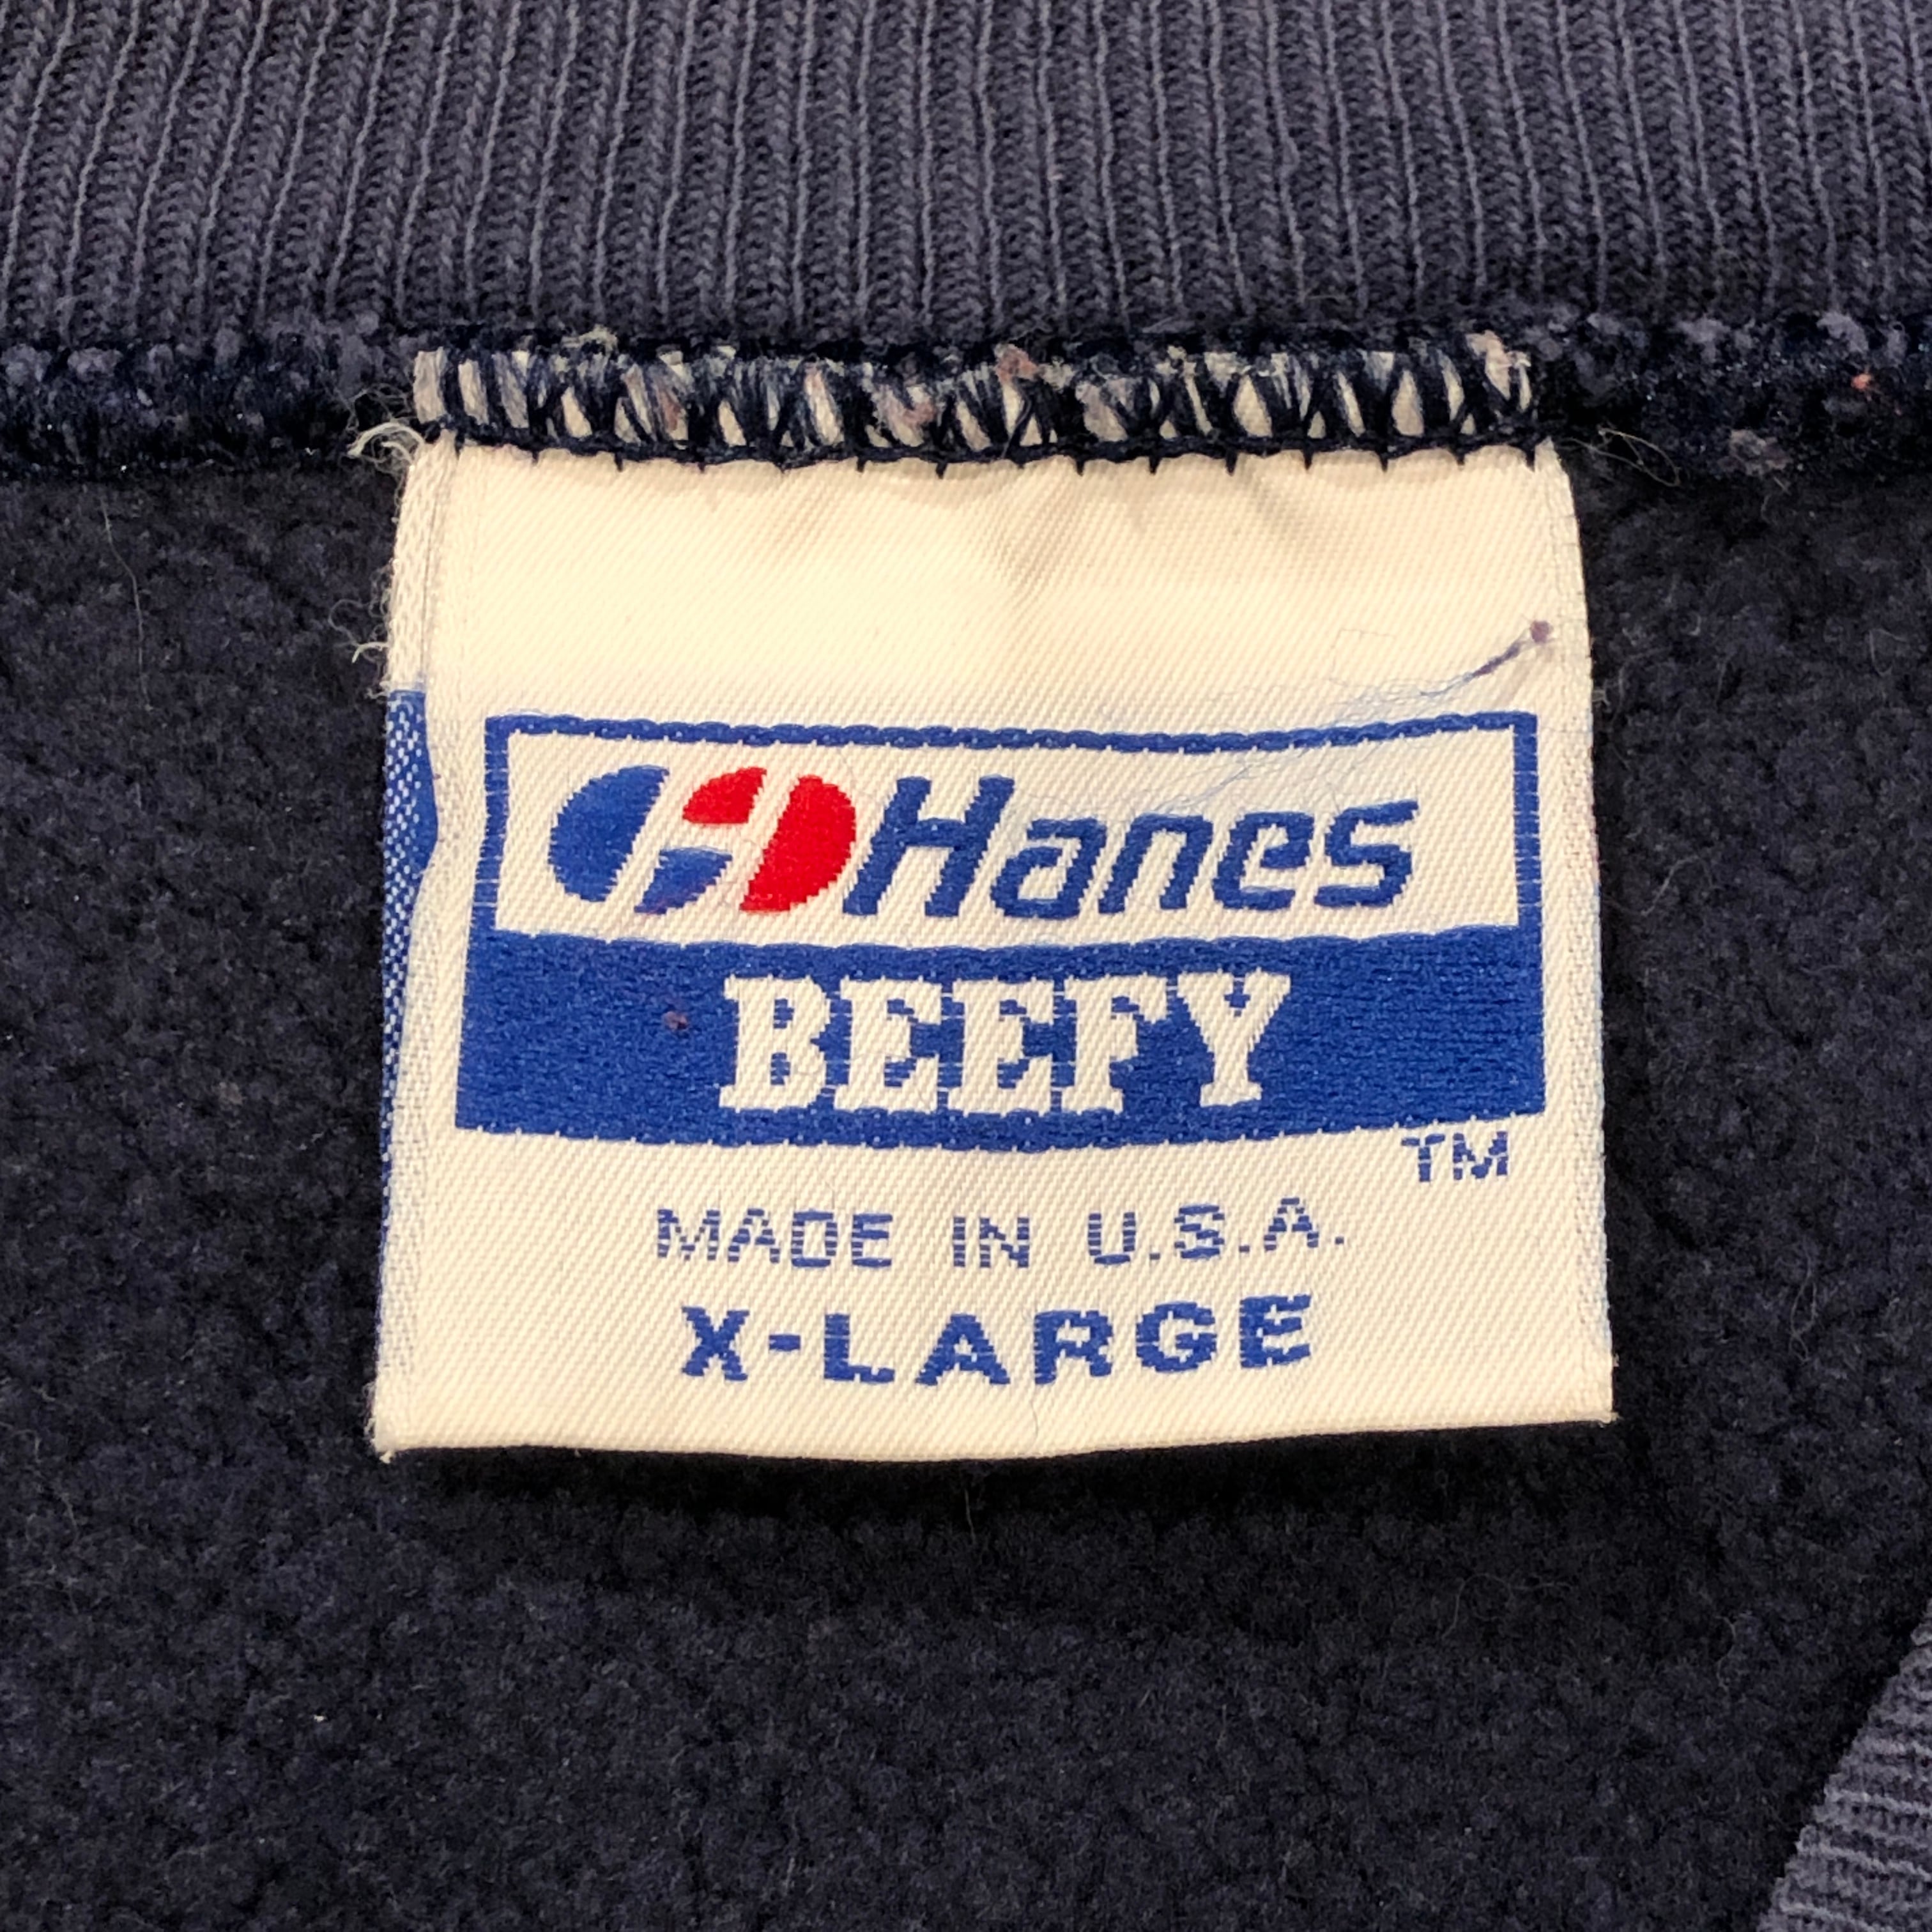 Hanes
BEEFY
TM
MADE IN U.S.A.
X-LARGE